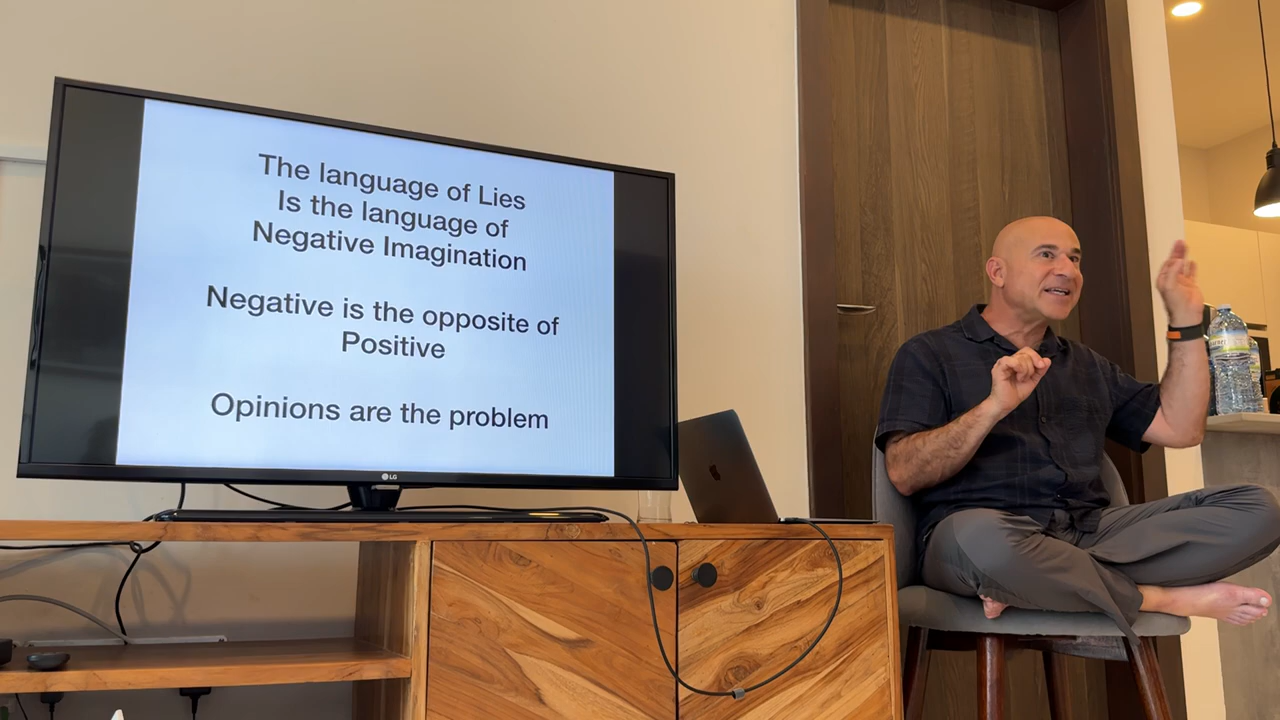 The language of Lies
Is the language of
Negative Imagination
Negative is the opposite of
Positive
Opinions are the problem
LG